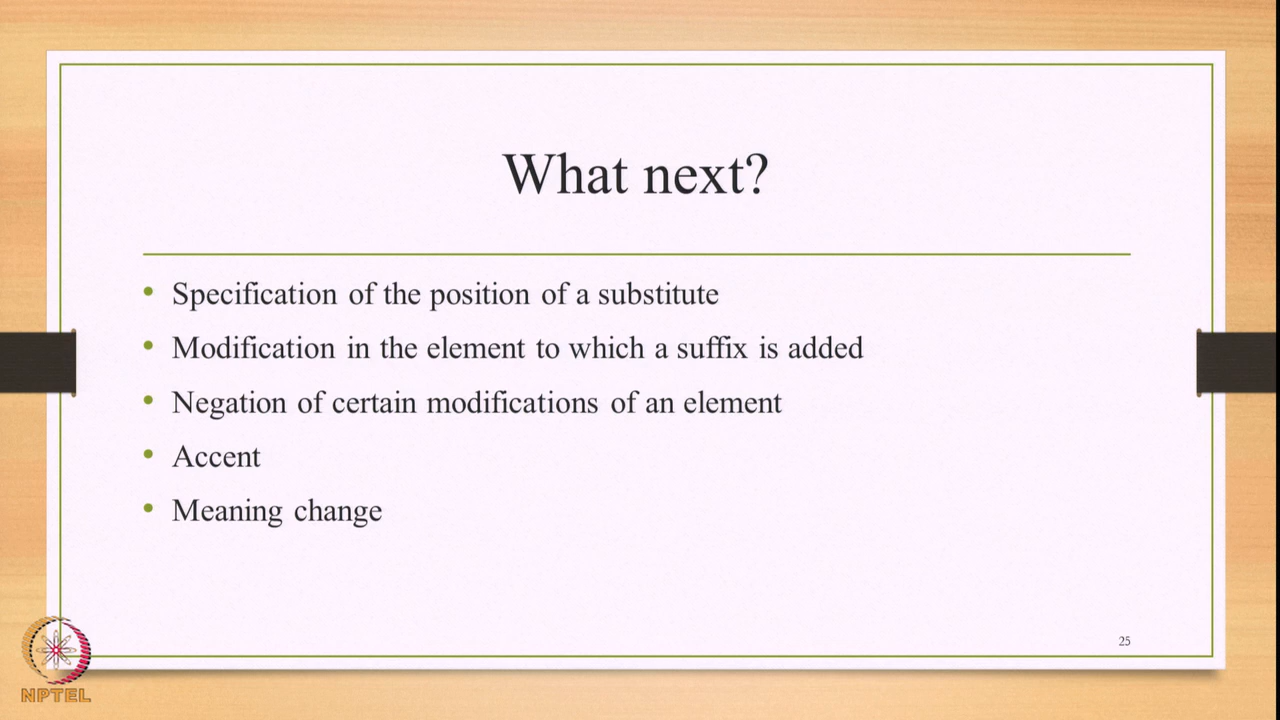 What next?
• Specification of the position of a substitute
• Modification in the element to which a suffix is added
• Negation of certain modifications of an element
• Accent
• Meaning change
25
NPTEL